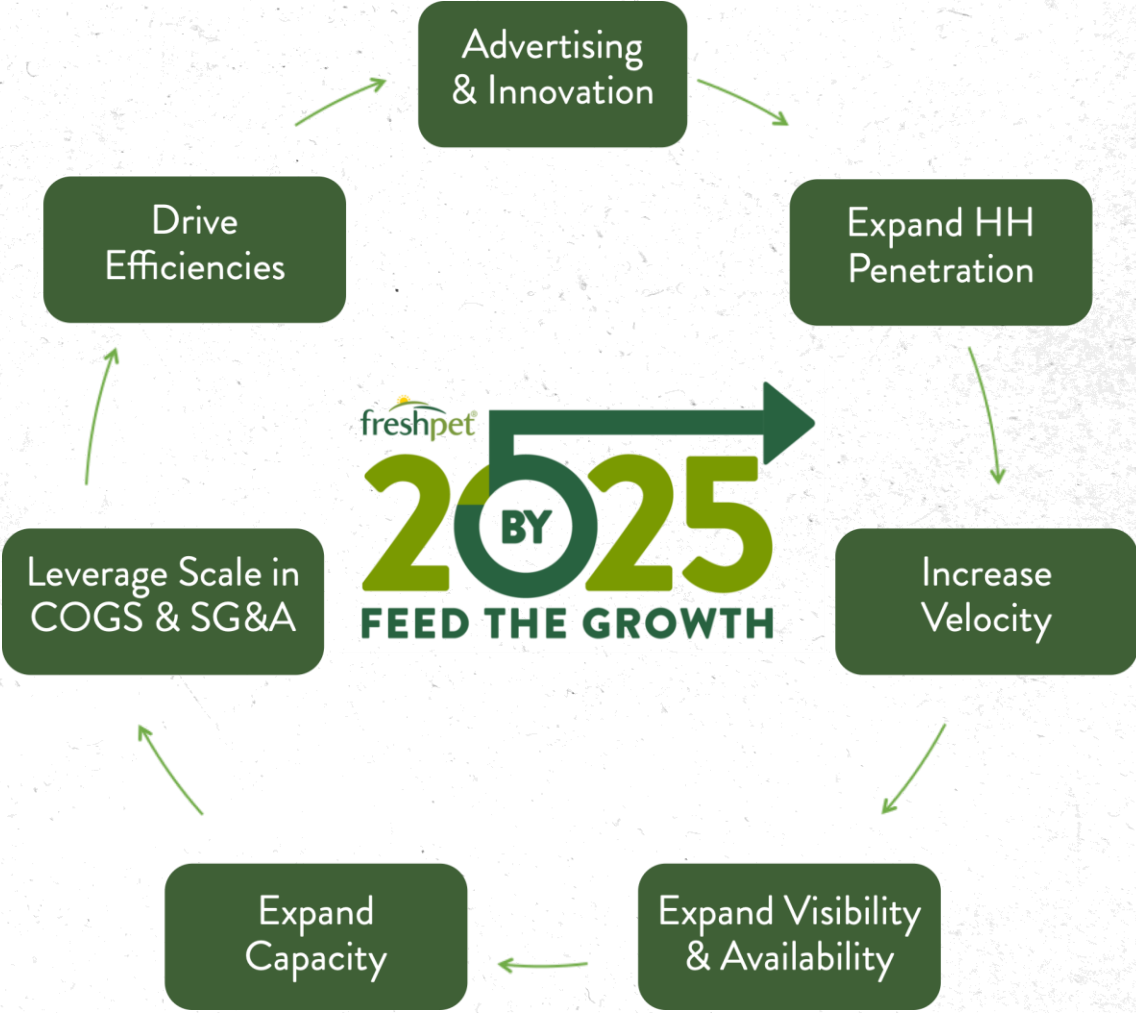 Advertising
& Innovation
Expand HH
Penetration
Increase
Velocity
Expand Visibility
& Availability
Expand
Capacity
Leverage Scale in
COGS & SG&A
Drive
Efficiencies
freshpet®
2025
BY
FEED THE GROWTH